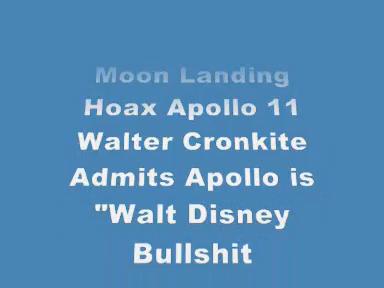 Moon Landing
Hoax Apollo 11
Walter Cronkite
Admits Apollo is
"Walt Disney
Bullshit